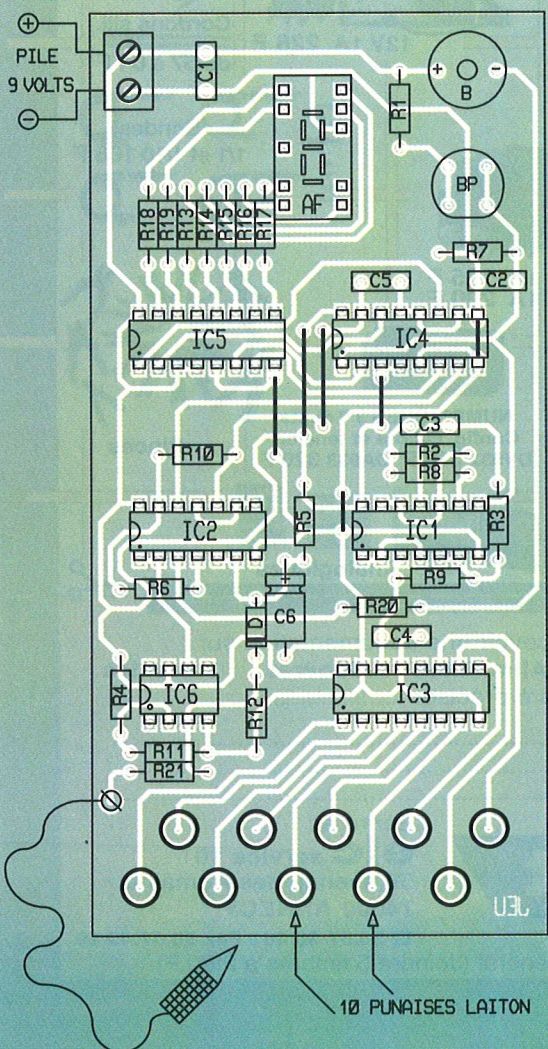 +
PILE
9 VOLTS
−
C1
R1
+ -
B
AF
BP
R18 R19 R13 R14 R15 R16 R17
R7
C5
C2
IC5
IC4
C3
R10
R2
R8
R5
R3
IC2
IC1
R9
R6
+
D
C6
R20
C4
R4
IC6
R12
IC3
R11
R21
10 PUNAISES LAITON